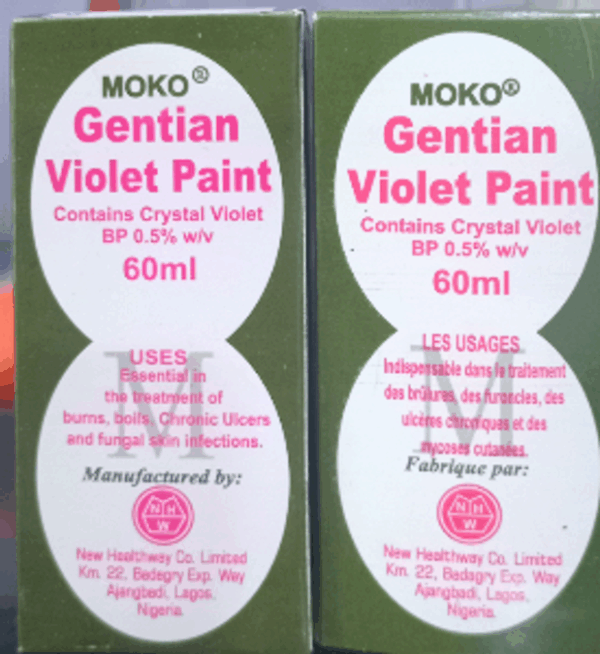 MOKO®
Gentian
Violet Paint
Contains Crystal Violet
BP 0.5% w/v
60ml
M
USES
Essential in
the treatment of
burns, boils, Chronic Ulcers
and fungal skin infections.
Manufactured by:
NHW
New Healthway Co. Limited
Km. 22, Badagry Exp. Way
Ajangbadi, Lagos.
Nigeria.
MOKO®
Gentian
Violet Paint
Contains Crystal Violet
BP 0.5% w/v
60ml
M
LES USAGES
Indispensable dans le traitement
des brûlures, des furoncles, des
ulcères chroniques et des
mycoses cutanées.
Fabrique par:
NHW
New Healthway Co. Limited
Km. 22, Badagry Exp. Way
Ajangbadi, Lagos,
Nigeria.